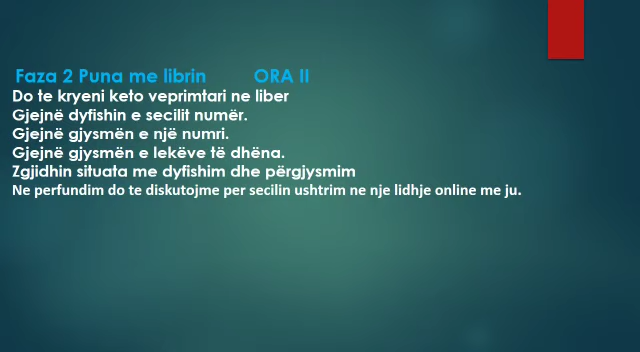 Faza 2 Puna me librin ORA II
Do te kryeni keto veprimtari ne liber
Gjejnë dyfishin e secilit numër.
Gjejnë gjysmën e një numri.
Gjejnë gjysmën e lekëve të dhëna.
Zgjidhin situata me dyfishim dhe përgjysmim
Ne perfundim do te diskutojme per secilin ushtrim ne nje lidhje online me ju.